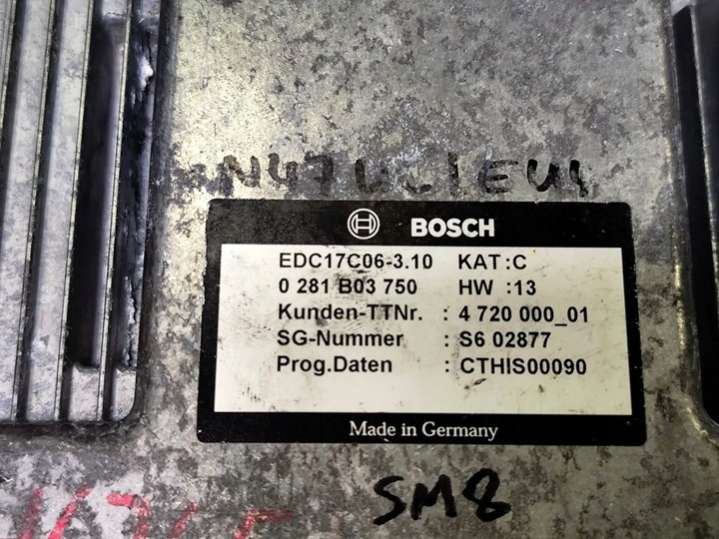 N47UL1EU4
BOSCH
EDC17C06-3.10 KAT:C
0 281 B03 750 HW :13
Kunden-TTNr. : 4 720 000_01
SG-Nummer : S6 02877
Prog.Daten : CTHIS00090
Made in Germany
SM8